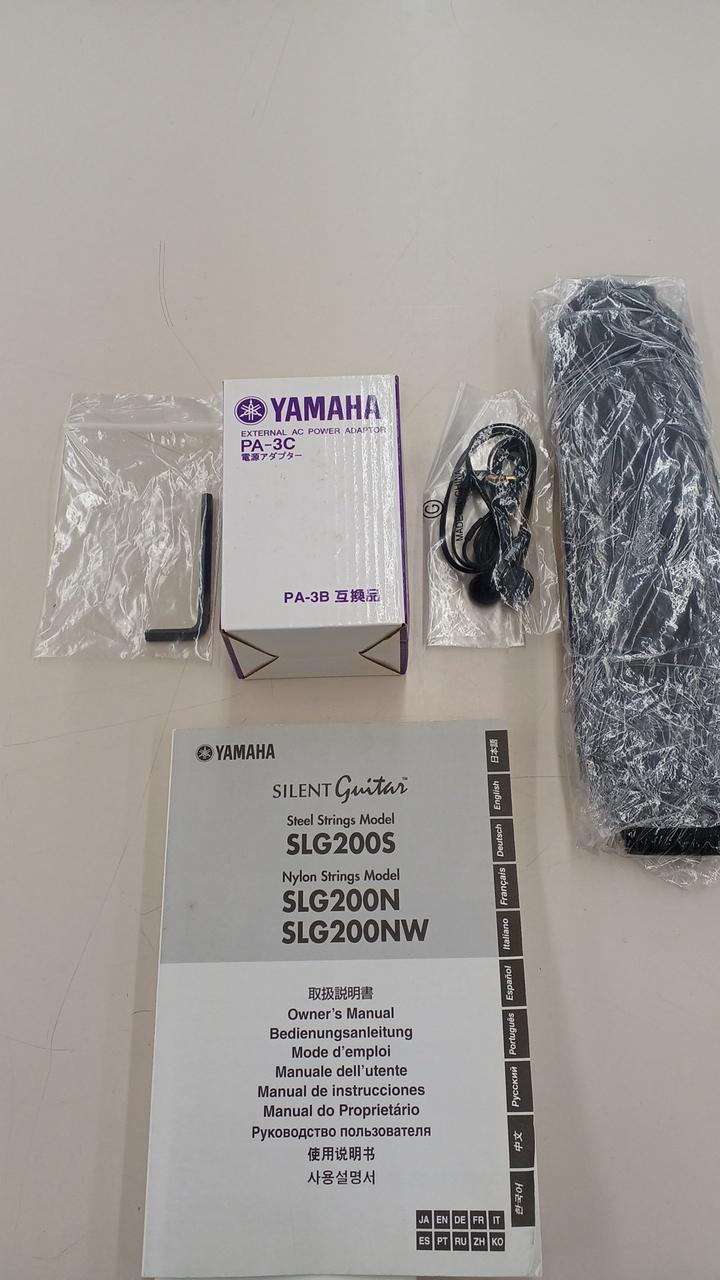 YAMAHA
EXTERNAL AC POWER ADAPTOR
PA-3C
電源アダプター
PA-3B 互換品
G
MADE IN CHINA
YAMAHA
SILENT Guitar™
Steel Strings Model
SLG200S
Nylon Strings Model
SLG200N
SLG200NW
取扱説明書
Owner's Manual
Bedienungsanleitung
Mode d'emploi
Manuale dell'utente
Manual de instrucciones
Manual do Proprietário
Руководство пользователя
使用说明书
사용설명서
JA EN DE FR IT
ES PT RU ZH KO
日本語
English
Deutsch
Français
Italiano
Español
Português
Русский
中文
한국어